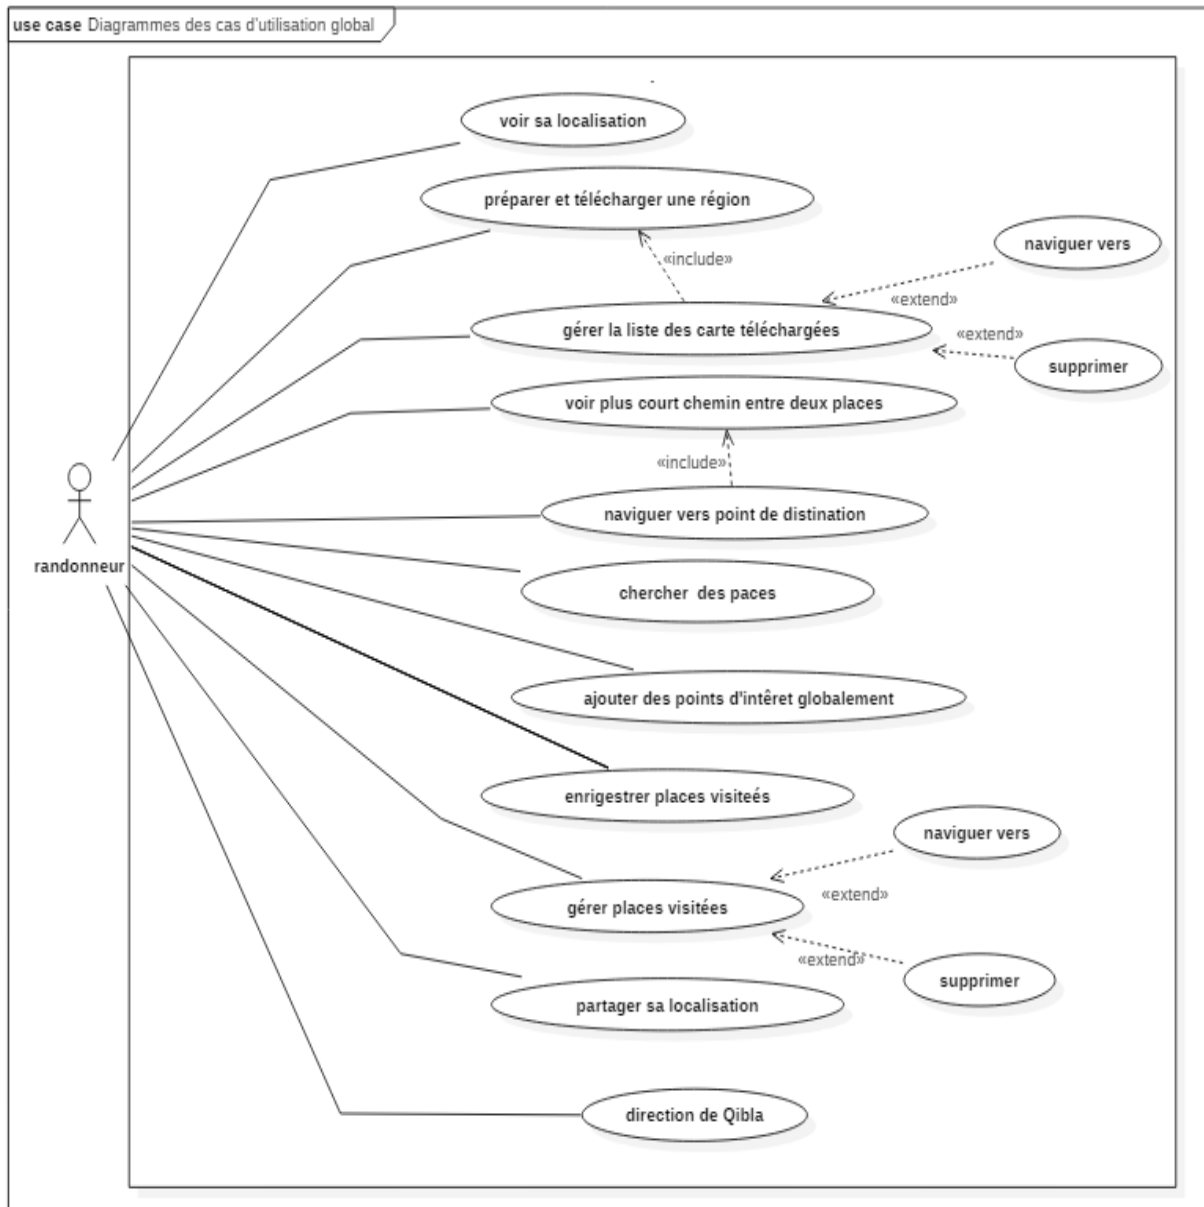 use case Diagrammes des cas d'utilisation global
voir sa localisation
préparer et télécharger une région
naviguer vers
«include»
«extend»
gérer la liste des carte téléchargées
«extend»
supprimer
voir plus court chemin entre deux places
«include»
naviguer vers point de distination
randonneur
chercher des paces
ajouter des points d'intêret globalement
enrigestrer places visiteés
naviguer vers
«extend»
gérer places visitées
«extend»
supprimer
partager sa localisation
direction de Qibla